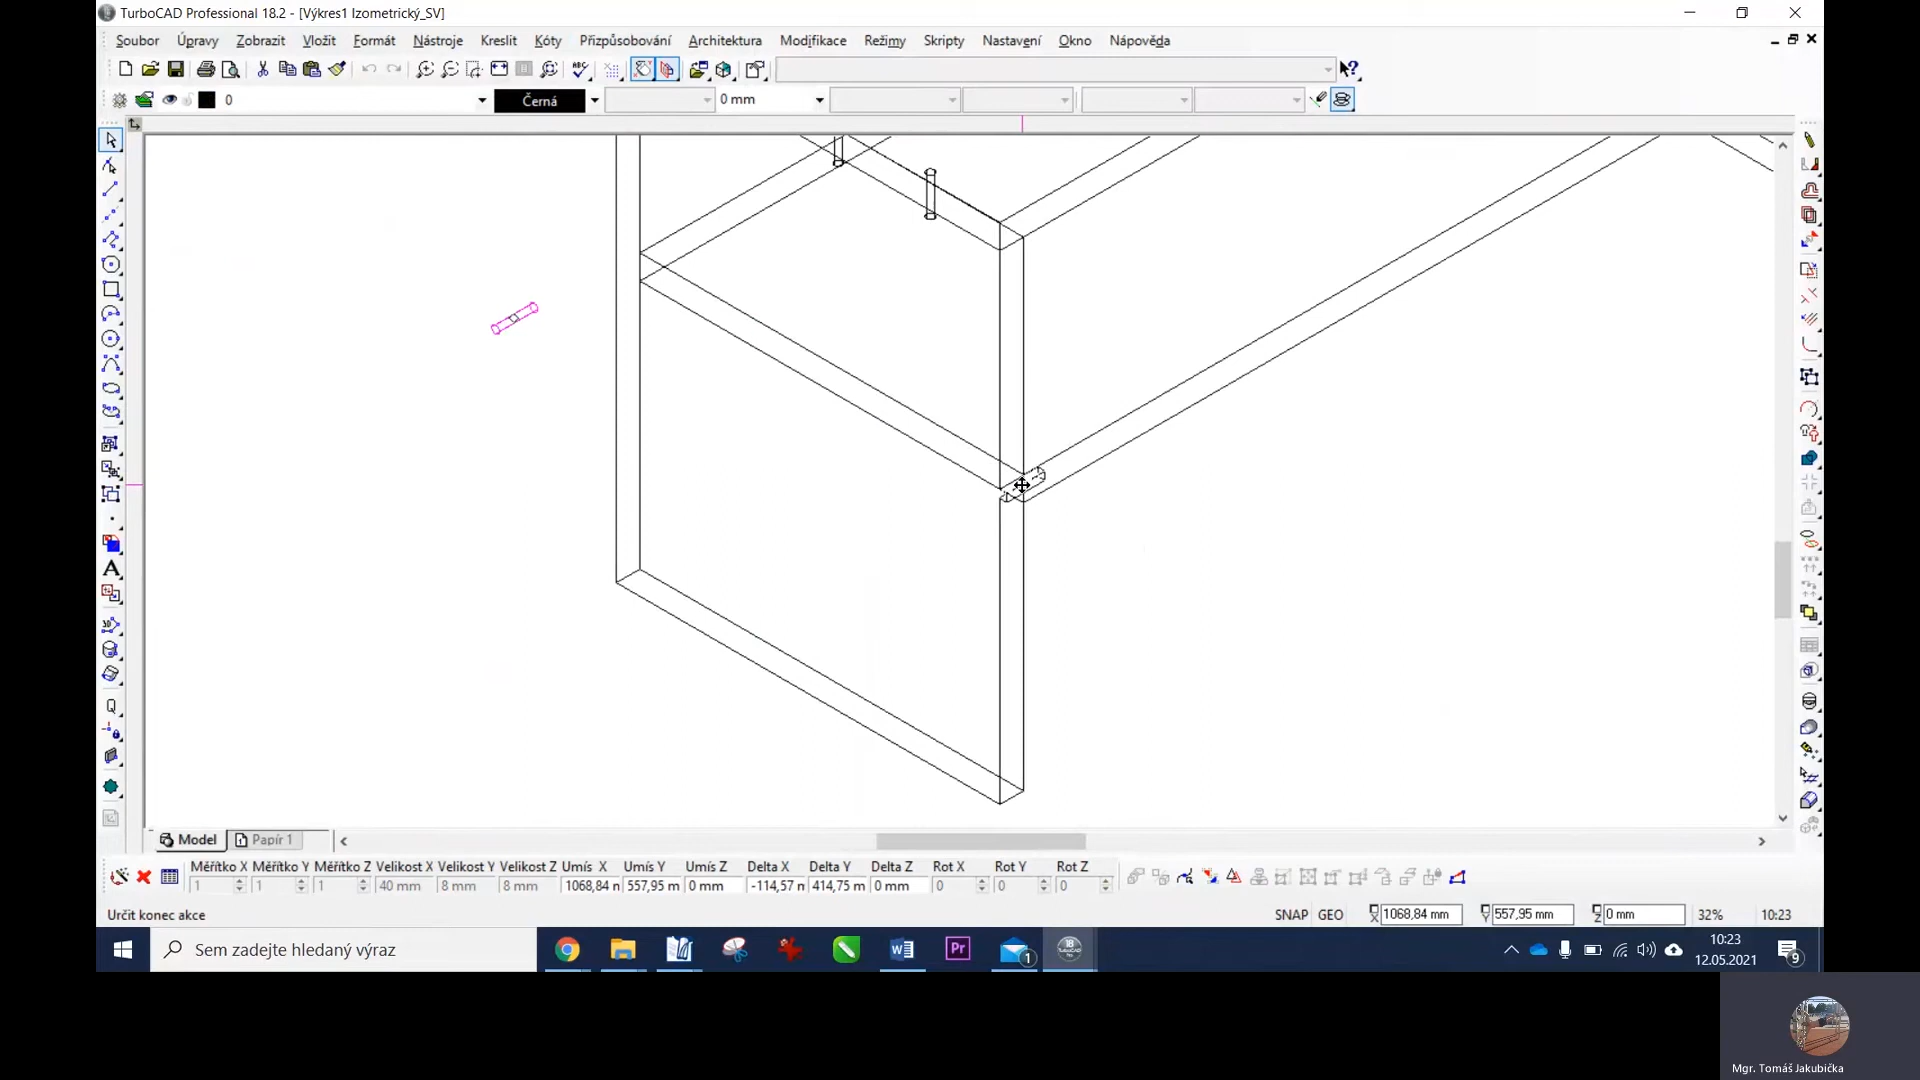 TurboCAD Professional 18.2 - [Výkres1 Izometrický_SV]
Soubor Úpravy Zobrazit Vložit Formát Nástroje Kreslit Kóty Přizpůsobování Architektura Modifikace Režimy Skripty Nastavení Okno Nápověda
0 Černá 0 mm
Model Papír 1
Měřítko X Měřítko Y Měřítko Z Velikost X Velikost Y Velikost Z Umís X Umís Y Umís Z Delta X Delta Y Delta Z Rot X Rot Y Rot Z
1 1 1 40 mm 8 mm 8 mm 1068,84 n 557,95 m 0 mm -114,57 n 414,75 m 0 mm 0 0 0
Určit konec akce SNAP GEO X 1068,84 mm Y 557,95 mm Z 0 mm 32% 10:23
Sem zadejte hledaný výraz
10:23
12.05.2021
Mgr. Tomáš Jakubička